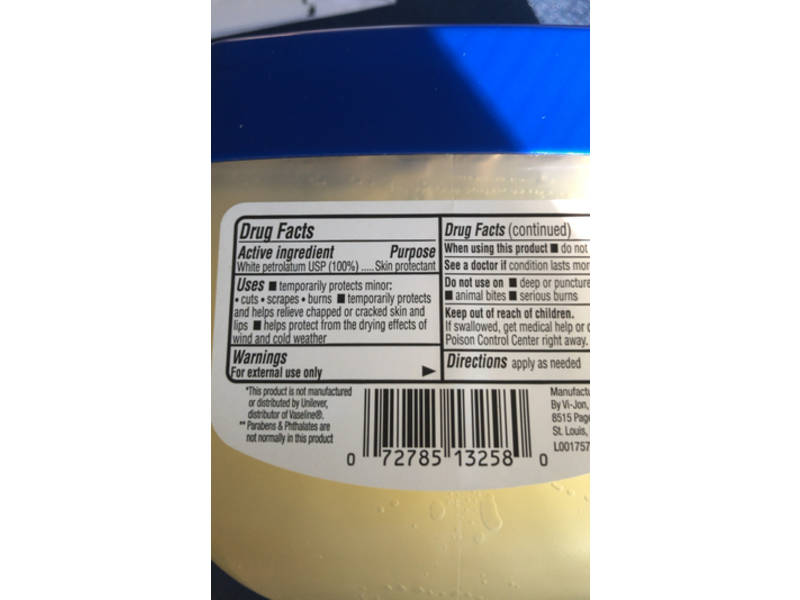 Drug Facts
Active ingredient Purpose
White petrolatum USP (100%) .....Skin protectant
Uses ■ temporarily protects minor:
• cuts • scrapes • burns ■ temporarily protects
and helps relieve chapped or cracked skin and
lips ■ helps protect from the drying effects of
wind and cold weather
Warnings
For external use only
Drug Facts (continued)
When using this product ■ do not
See a doctor if condition lasts mor
Do not use on ■ deep or puncture
■ animal bites ■ serious burns
Keep out of reach of children.
If swallowed, get medical help or c
Poison Control Center right away.
Directions apply as needed
*This product is not manufactured
or distributed by Unilever,
distributor of Vaseline®.
** Parabens & Phthalates are
not normally in this product
0 72785 13258 0
Manufactu
By Vi-Jon,
8515 Page
St. Louis,
L001757